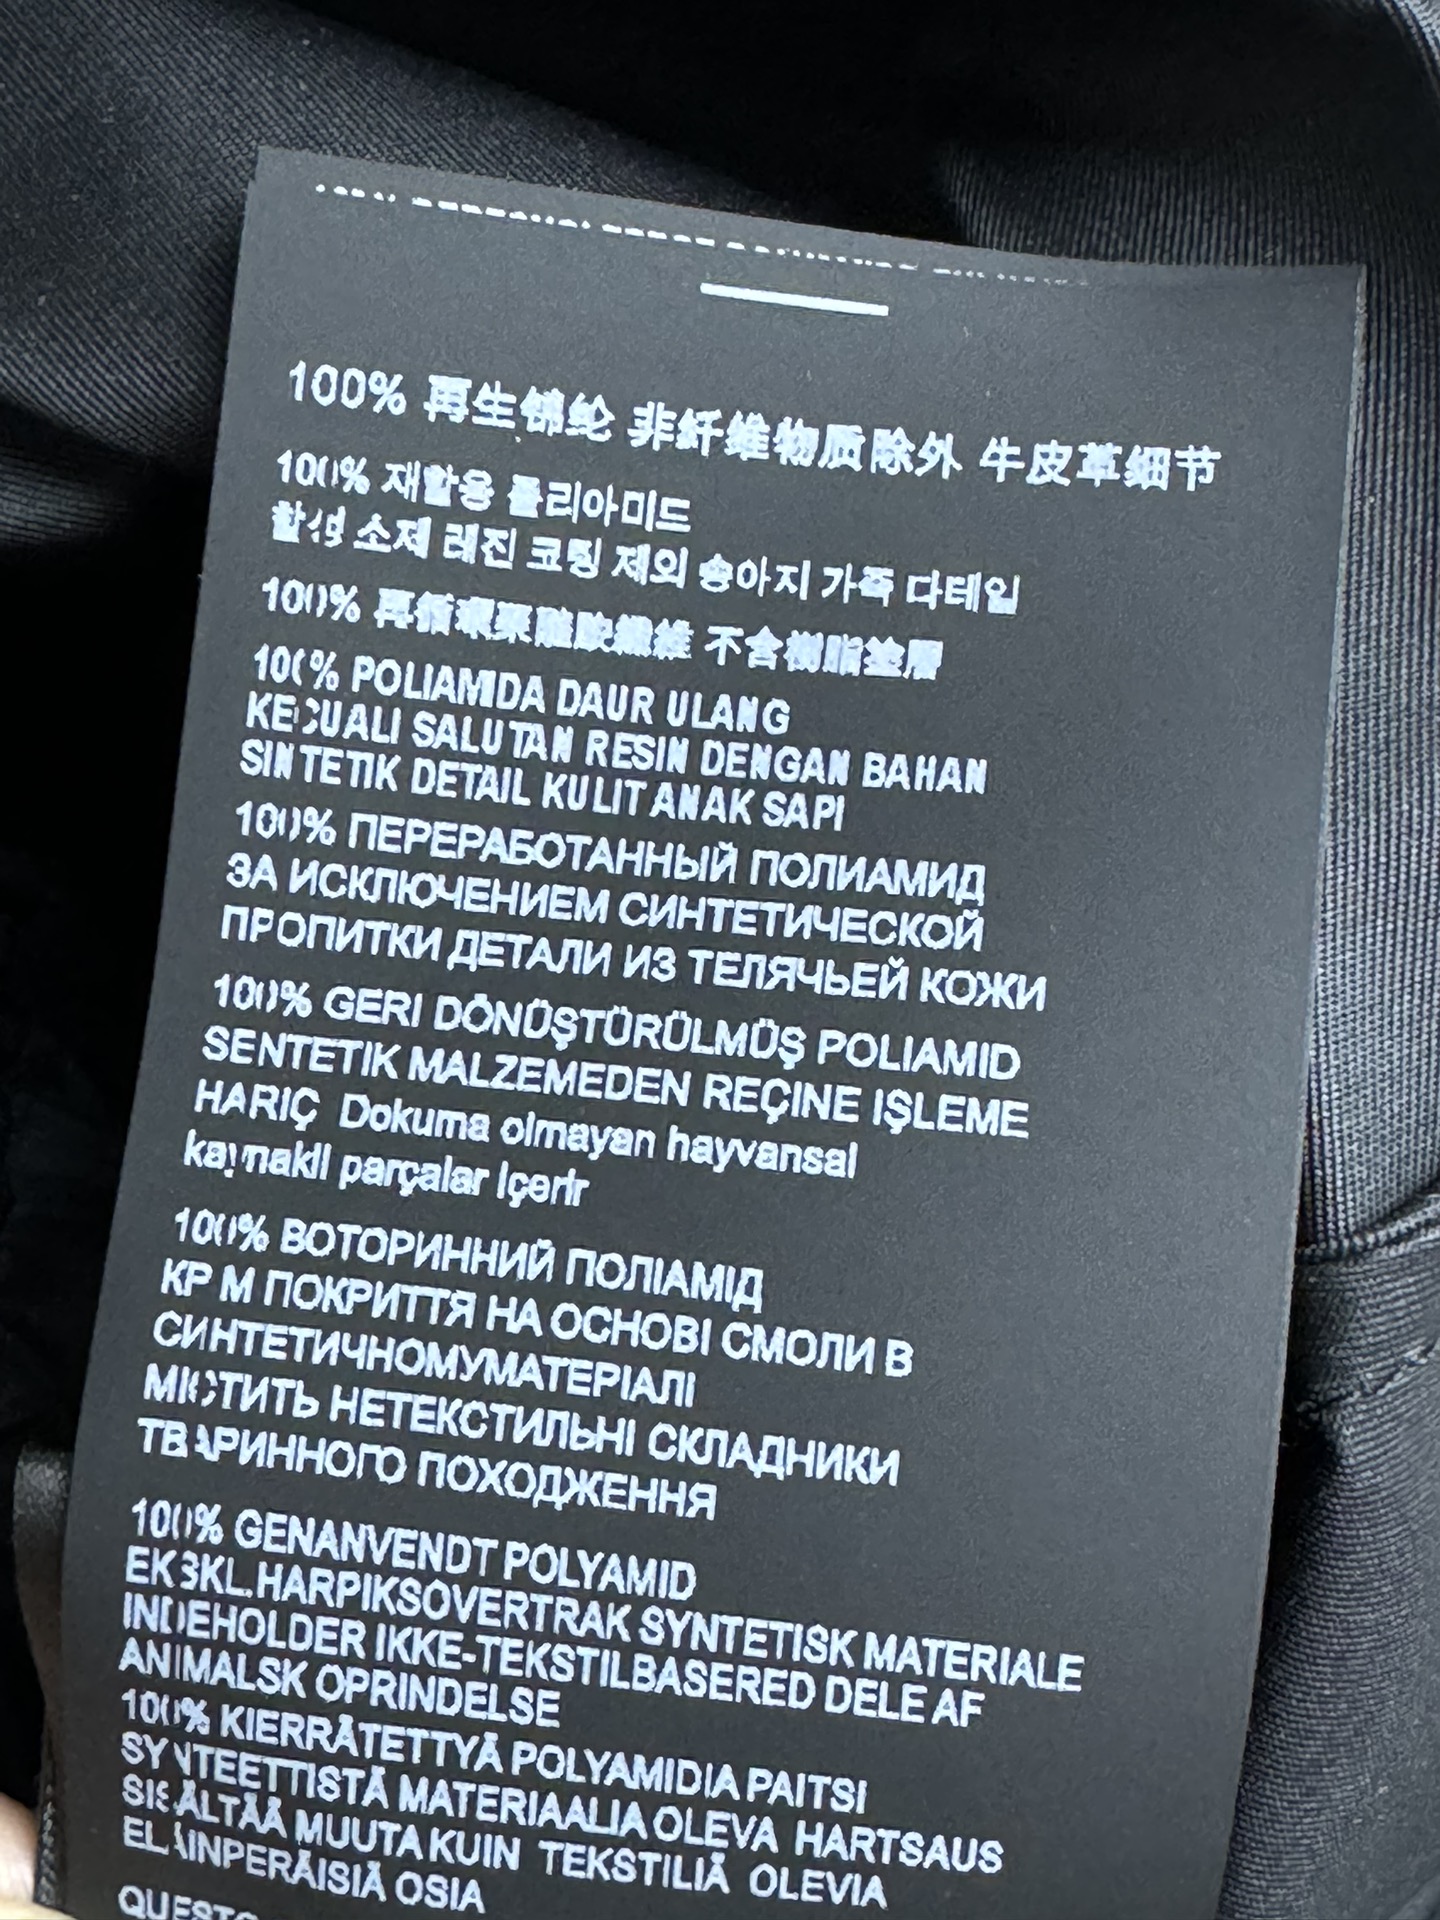 100% 再生锦纶 非纤维物质除外 牛皮革细节
100% 재활용 폴리아미드
합성 소재 레진 코팅 제외 송아지 가죽 다테일
100% 再循環聚醯胺纖維 不含樹脂塗層
100% POLIAMIDA DAUR ULANG
KECUALI SALUTAN RESIN DENGAN BAHAN
SINTETIK DETAIL KULIT ANAK SAPI
100% ПЕРЕРАБОТАННЫЙ ПОЛИАМИД
ЗА ИСКЛЮЧЕНИЕМ СИНТЕТИЧЕСКОЙ
ПРОПИТКИ ДЕТАЛИ ИЗ ТЕЛЯЧЬЕЙ КОЖИ
100% GERI DÖNÜŞTÜRÜLMÜŞ POLIAMID
SENTETIK MALZEMEDEN REÇINE IŞLEME
HARIÇ Dokuma olmayan hayvansal
kaynakli parçalar Içerir
100% ВОТОРИННИЙ ПОЛІАМІД
КР М ПОКРИТТЯ НА ОСНОВІ СМОЛИ В
СИНТЕТИЧНОМУМАТЕРІАЛІ
МІСТИТЬ НЕТЕКСТИЛЬНІ СКЛАДНИКИ
ТВАРИННОГО ПОХОДЖЕННЯ
100% GENANVENDT POLYAMID
EKSKL.HARPIKSOVERTRAK SYNTETISK MATERIALE
INDEHOLDER IKKE-TEKSTILBASERED DELE AF
ANIMALSK OPRINDELSE
100% KIERRÄTETTYÄ POLYAMIDIA PAITSI
SYNTEETTISTÄ MATERIAALIA OLEVA HARTSAUS
SISÄLTÄÄ MUUTA KUIN TEKSTILIÄ OLEVIA
ELÄINPERÄISIÄ OSIA
QUESTO